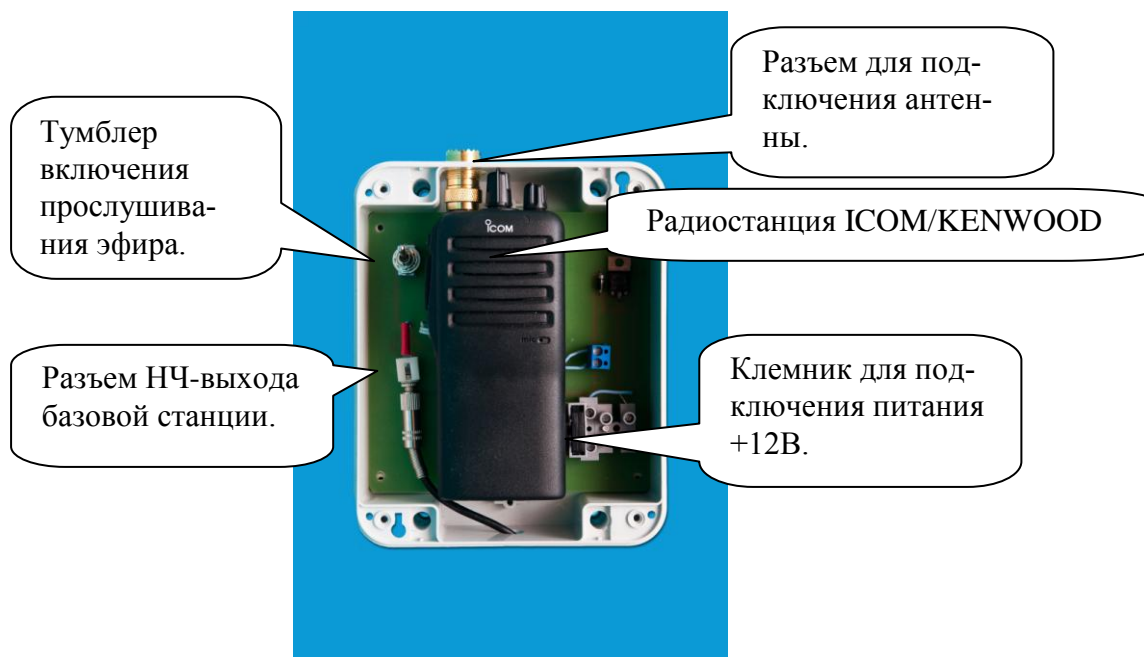 Разъем для под-
ключения антен-
ны.
Тумблер
включения
прослушива-
ния эфира.
Радиостанция ICOM/KENWOOD
ICOM
Разъем НЧ-выхода
базовой станции.
Клемник для под-
ключения питания
+12В.